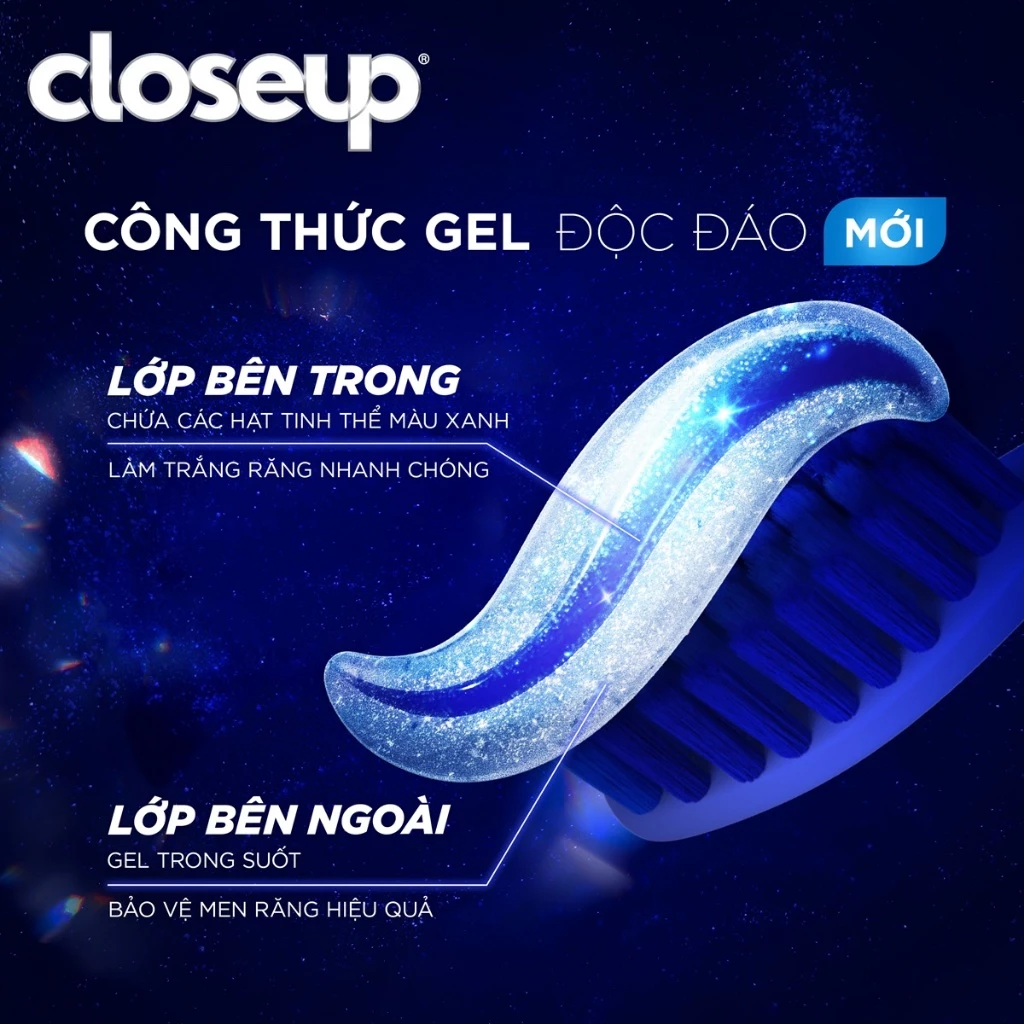 closeup®
CÔNG THỨC GEL ĐỘC ĐÁO MỚI
LỚP BÊN TRONG
CHỨA CÁC HẠT TINH THỂ MÀU XANH
LÀM TRẮNG RĂNG NHANH CHÓNG
LỚP BÊN NGOÀI
GEL TRONG SUỐT
BẢO VỆ MEN RĂNG HIỆU QUẢ